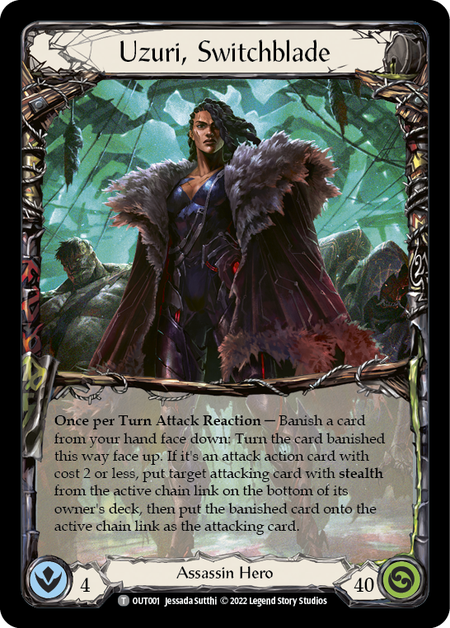 Uzuri, Switchblade
Once per Turn Attack Reaction — Banish a card
from your hand face down: Turn the card banished
this way face up. If it's an attack action card with
cost 2 or less, put target attacking card with stealth
from the active chain link on the bottom of its
owner's deck, then put the banished card onto the
active chain link as the attacking card.
4
Assassin Hero
40
T OUT001 Jessada Sutthi © 2022 Legend Story Studios